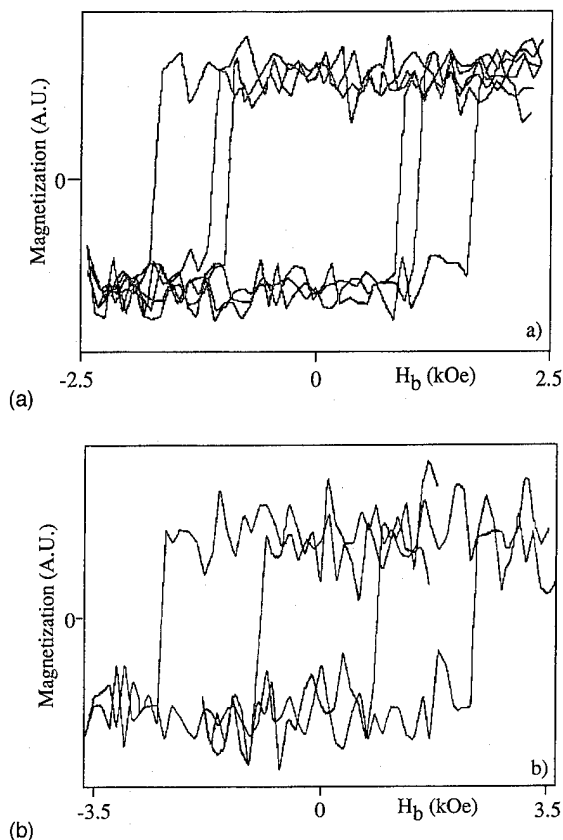 Magnetization (A.U.)
0
a)
(a)
-2.5
0
H_b (kOe)
2.5
Magnetization (A.U.)
0
b)
(b)
-3.5
0
H_b (kOe)
3.5